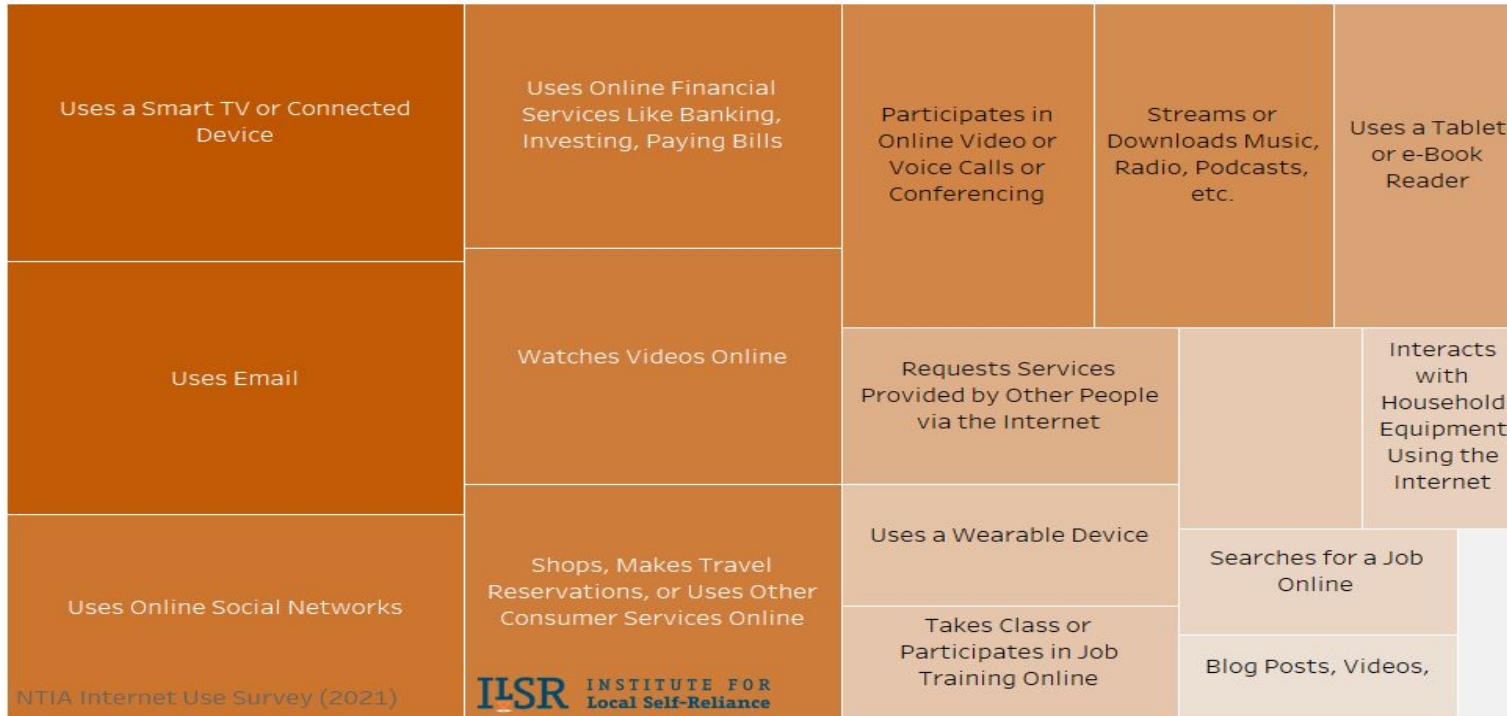 Uses a Smart TV or Connected
Device
Uses Email
Uses Online Social Networks
NTIA Internet Use Survey (2021)
Uses Online Financial
Services Like Banking,
Investing, Paying Bills
Watches Videos Online
Shops, Makes Travel
Reservations, or Uses Other
Consumer Services Online
ILSR INSTITUTE FOR
Local Self-Reliance
Participates in
Online Video or
Voice Calls or
Conferencing
Streams or
Downloads Music,
Radio, Podcasts,
etc.
Uses a Tablet
or e-Book
Reader
Requests Services
Provided by Other People
via the Internet
Interacts
with
Household
Equipment
Using the
Internet
Uses a Wearable Device
Searches for a Job
Online
Takes Class or
Participates in Job
Training Online
Blog Posts, Videos,